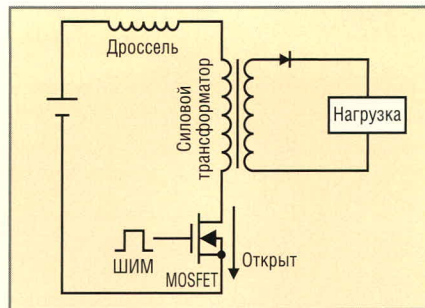 Дроссель
Силовой
трансформатор
Нагрузка
ШИМ
MOSFET
Открыт